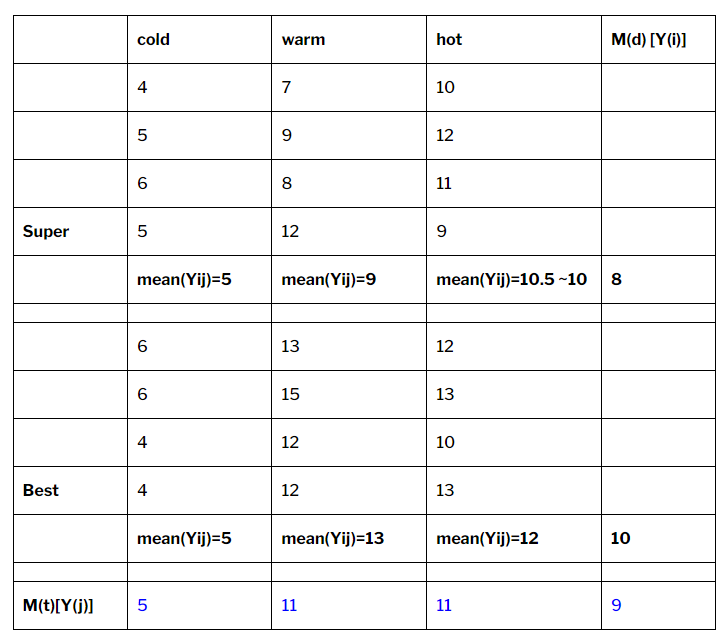 cold warm hot M(d) [Y(i)]
4 7 10
5 9 12
6 8 11
Super 5 12 9
mean(Yij)=5 mean(Yij)=9 mean(Yij)=10.5 ~10 8
6 13 12
6 15 13
4 12 10
Best 4 12 13
mean(Yij)=5 mean(Yij)=13 mean(Yij)=12 10
M(t)[Y(j)] 5 11 11 9